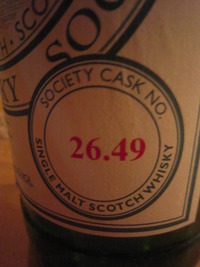 SOCIETY CASK NO.
26.49
SINGLE MALT SCOTCH WHISKY